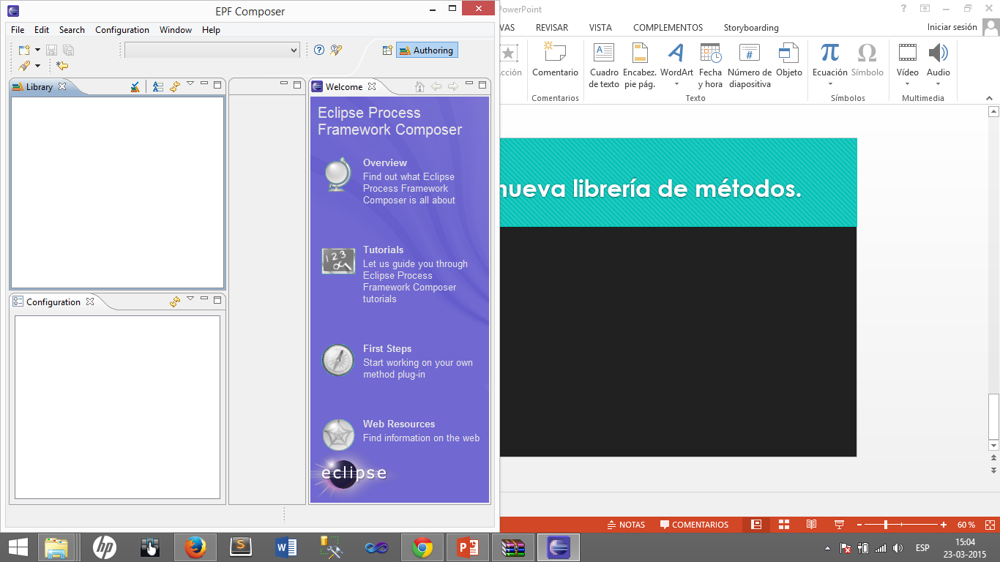 EPF Composer
File Edit Search Configuration Window Help
Authoring
Library
Configuration
Welcome
Eclipse Process
Framework Composer
Overview
Find out what Eclipse
Process Framework
Composer is all about
Tutorials
Let us guide you through
Eclipse Process
Framework Composer
tutorials
First Steps
Start working on your own
method plug-in
Web Resources
Find information on the web
eclipse
PowerPoint
VAS REVISAR VISTA COMPLEMENTOS Storyboarding
Iniciar sesión
cción
Comentario
Comentarios
Cuadro
de texto
Encabez.
pie pág.
WordArt
Fecha
y hora
Número de
diapositiva
Objeto
Texto
Ecuación
Símbolo
Símbolos
Vídeo
Audio
Multimedia
nueva librería de métodos.
NOTAS COMENTARIOS 60 %
ESP
15:04
23-03-2015